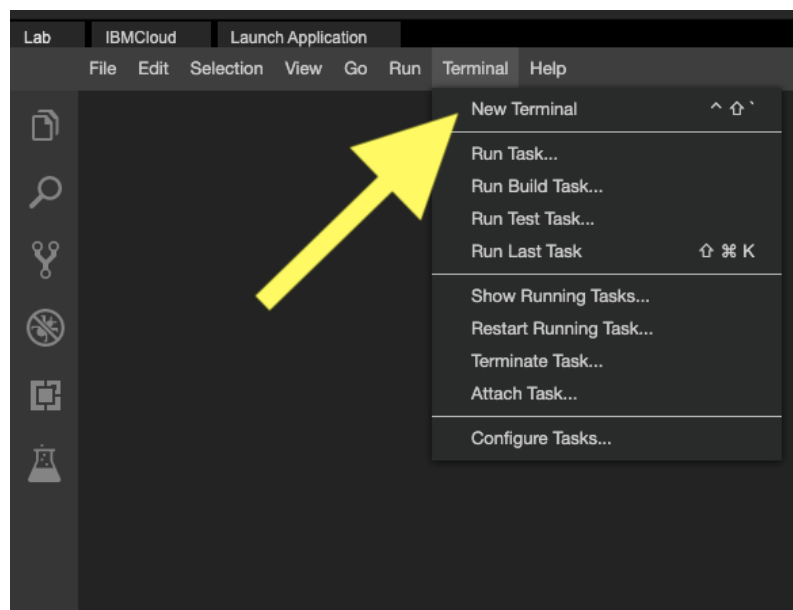 Lab IBMCloud Launch Application
File Edit Selection View Go Run Terminal Help
New Terminal ^ ⇧ `
Run Task...
Run Build Task...
Run Test Task...
Run Last Task ⇧ ⌘ K
Show Running Tasks...
Restart Running Task...
Terminate Task...
Attach Task...
Configure Tasks...